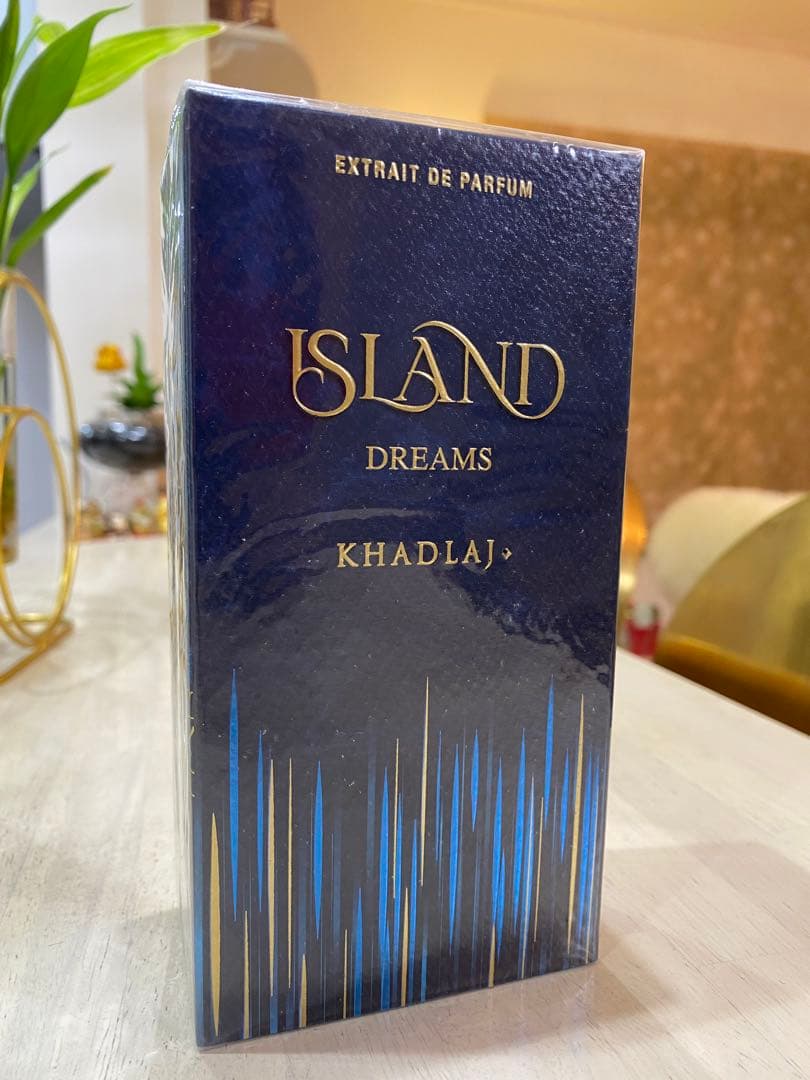 EXTRAIT DE PARFUM
ISLAND
DREAMS
KHADLAJ